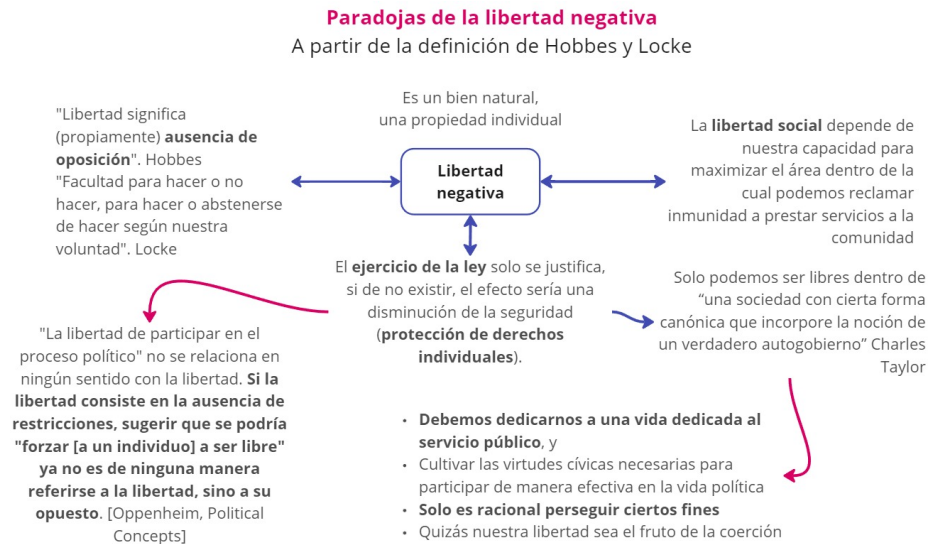 Paradojas de la libertad negativa
A partir de la definición de Hobbes y Locke
"Libertad significa
(propiamente) ausencia de
oposición". Hobbes
"Facultad para hacer o no
hacer, para hacer o abstenerse
de hacer según nuestra
voluntad". Locke
Es un bien natural,
una propiedad individual
Libertad
negativa
La libertad social depende de
nuestra capacidad para
maximizar el área dentro de la
cual podemos reclamar
inmunidad a prestar servicios a la
comunidad
El ejercicio de la ley solo se justifica,
si de no existir, el efecto sería una
disminución de la seguridad
(protección de derechos
individuales).
Solo podemos ser libres dentro de
“una sociedad con cierta forma
canónica que incorpore la noción de
un verdadero autogobierno” Charles
Taylor
"La libertad de participar en el
proceso político" no se relaciona en
ningún sentido con la libertad. Si la
libertad consiste en la ausencia de
restricciones, sugerir que se podría
"forzar [a un individuo] a ser libre"
ya no es de ninguna manera
referirse a la libertad, sino a su
opuesto. [Oppenheim, Political
Concepts]
• Debemos dedicarnos a una vida dedicada al
servicio público, y
• Cultivar las virtudes cívicas necesarias para
participar de manera efectiva en la vida política
• Solo es racional perseguir ciertos fines
• Quizás nuestra libertad sea el fruto de la coerción